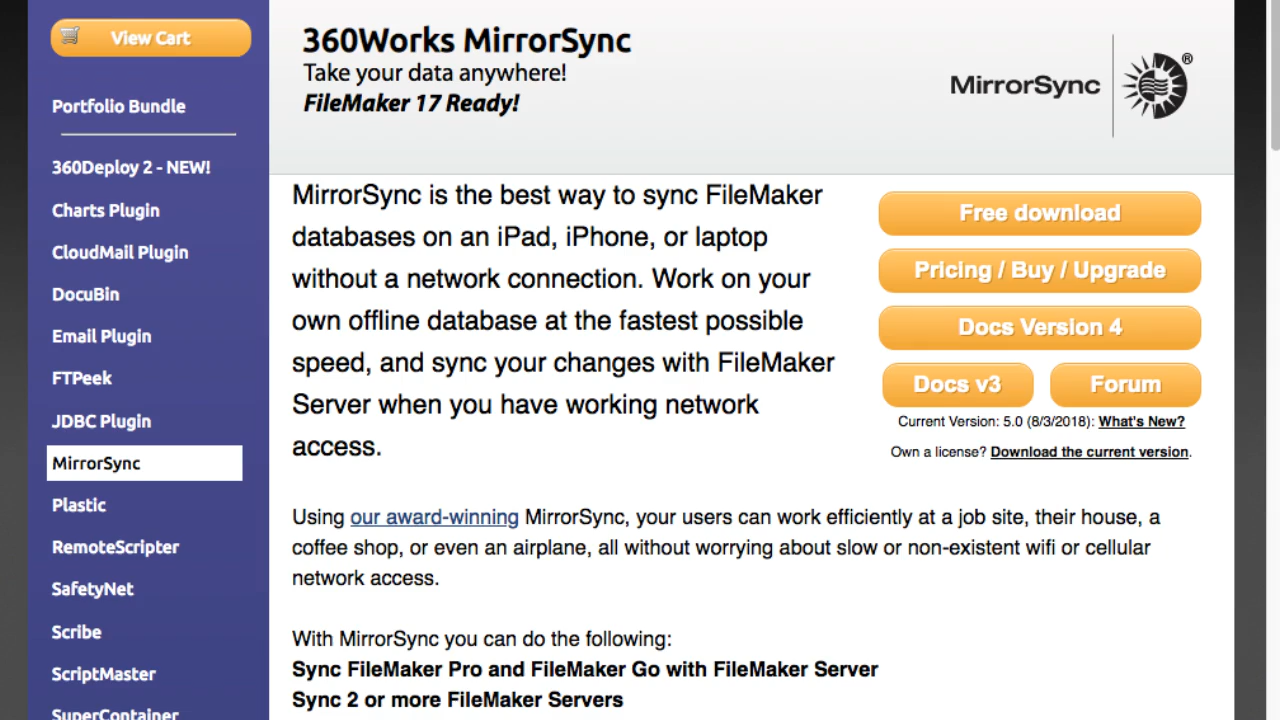 View Cart
Portfolio Bundle
360Deploy 2 - NEW!
Charts Plugin
CloudMail Plugin
DocuBin
Email Plugin
FTPeek
JDBC Plugin
MirrorSync
Plastic
RemoteScripter
SafetyNet
Scribe
ScriptMaster
SuperContainer
360Works MirrorSync
Take your data anywhere!
FileMaker 17 Ready!
MirrorSync
®
MirrorSync is the best way to sync FileMaker
databases on an iPad, iPhone, or laptop
without a network connection. Work on your
own offline database at the fastest possible
speed, and sync your changes with FileMaker
Server when you have working network
access.
Free download
Pricing / Buy / Upgrade
Docs Version 4
Docs v3 Forum
Current Version: 5.0 (8/3/2018): What's New?
Own a license? Download the current version.
Using our award-winning MirrorSync, your users can work efficiently at a job site, their house, a
coffee shop, or even an airplane, all without worrying about slow or non-existent wifi or cellular
network access.
With MirrorSync you can do the following:
Sync FileMaker Pro and FileMaker Go with FileMaker Server
Sync 2 or more FileMaker Servers